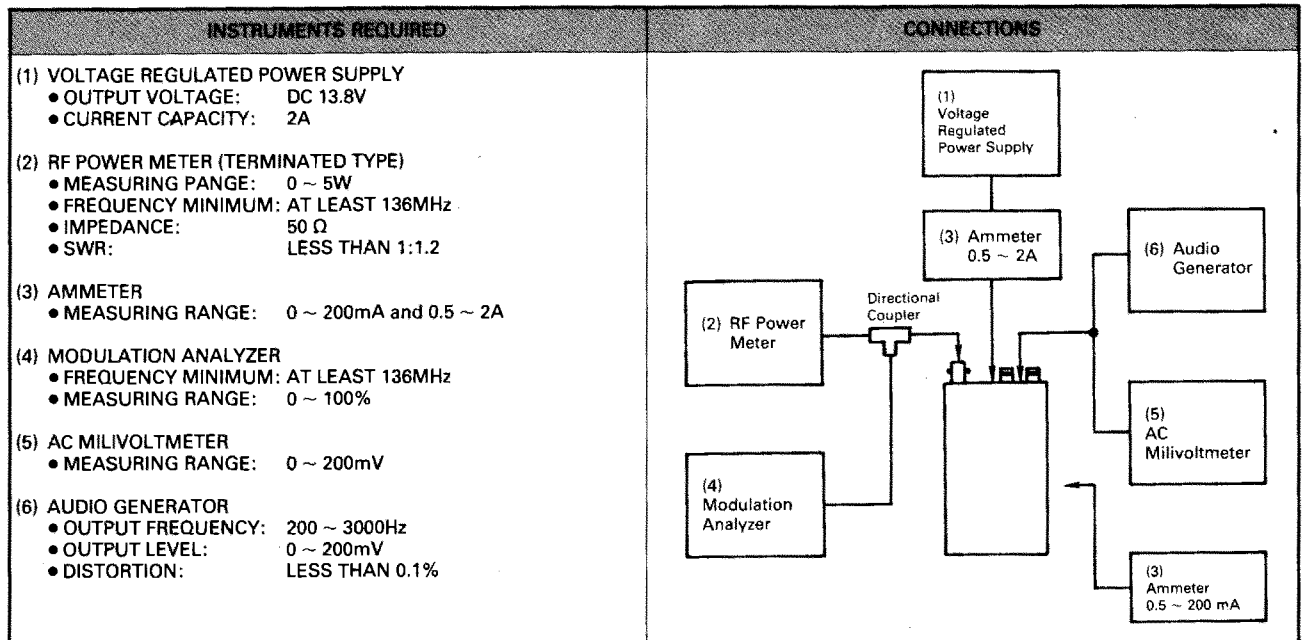 INSTRUMENTS REQUIRED
(1) VOLTAGE REGULATED POWER SUPPLY
● OUTPUT VOLTAGE: DC 13.8V
● CURRENT CAPACITY: 2A
(2) RF POWER METER (TERMINATED TYPE)
● MEASURING PANGE: 0 ~ 5W
● FREQUENCY MINIMUM: AT LEAST 136MHz
● IMPEDANCE: 50 Ω
● SWR: LESS THAN 1:1.2
(3) AMMETER
● MEASURING RANGE: 0 ~ 200mA and 0.5 ~ 2A
(4) MODULATION ANALYZER
● FREQUENCY MINIMUM: AT LEAST 136MHz
● MEASURING RANGE: 0 ~ 100%
(5) AC MILIVOLTMETER
● MEASURING RANGE: 0 ~ 200mV
(6) AUDIO GENERATOR
● OUTPUT FREQUENCY: 200 ~ 3000Hz
● OUTPUT LEVEL: 0 ~ 200mV
● DISTORTION: LESS THAN 0.1%
CONNECTIONS
(1)
Voltage
Regulated
Power Supply
(3) Ammeter
0.5 ~ 2A
(6) Audio
Generator
Directional
Coupler
(2) RF Power
Meter
(5)
AC
Milivoltmeter
(4)
Modulation
Analyzer
(3)
Ammeter
0.5 ~ 200 mA